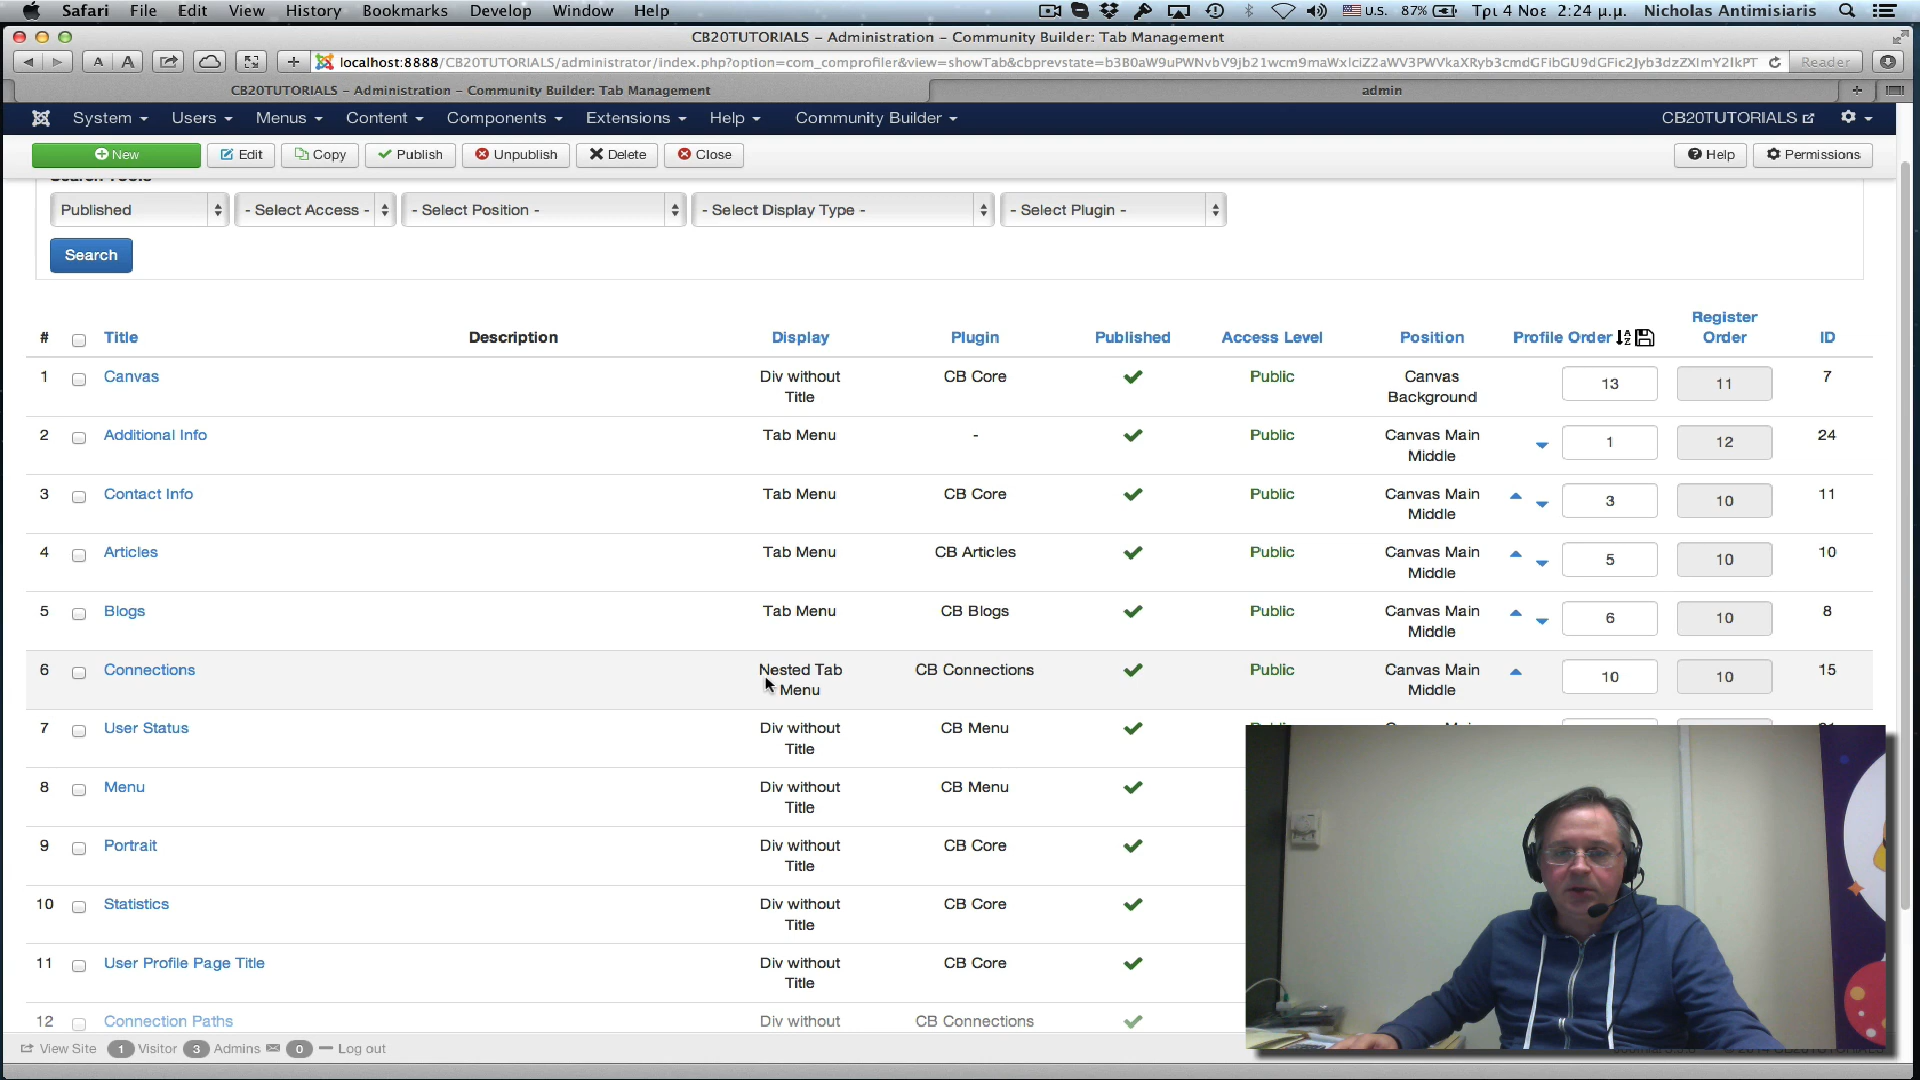 Safari File Edit View History Bookmarks Develop Window Help U.S. 87% Τρι 4 Νοε 2:24 μ.μ. Nicholas Antimisiaris
CB20TUTORIALS – Administration – Community Builder: Tab Management
A A + localhost:8888/CB20TUTORIALS/administrator/index.php?option=com_comprofiler&view=showTab&cbprevstate= Reader
CB20TUTORIALS – Administration – Community Builder: Tab Management admin +
System Users Menus Content Components Extensions Help Community Builder CB20TUTORIALS
New Edit Copy Publish Unpublish Delete Close Help Permissions
Search Tools
Published - Select Access - - Select Position - - Select Display Type - - Select Plugin -
Search
Register
# Title Description Display Plugin Published Access Level Position Profile Order Order ID
1 Canvas Div without CB Core Public Canvas 13 11 7
Title Background
2 Additional Info Tab Menu - Public Canvas Main 1 12 24
Middle
3 Contact Info Tab Menu CB Core Public Canvas Main 3 10 11
Middle
4 Articles Tab Menu CB Articles Public Canvas Main 5 10 10
Middle
5 Blogs Tab Menu CB Blogs Public Canvas Main 6 10 8
Middle
6 Connections Nested Tab CB Connections Public Canvas Main 10 10 15
Menu Middle
7 User Status Div without CB Menu
Title
8 Menu Div without CB Menu
Title
9 Portrait Div without CB Core
Title
10 Statistics Div without CB Core
Title
11 User Profile Page Title Div without CB Core
Title
12 Connection Paths Div without CB Connections
View Site 1 Visitor 3 Admins 0 Log out